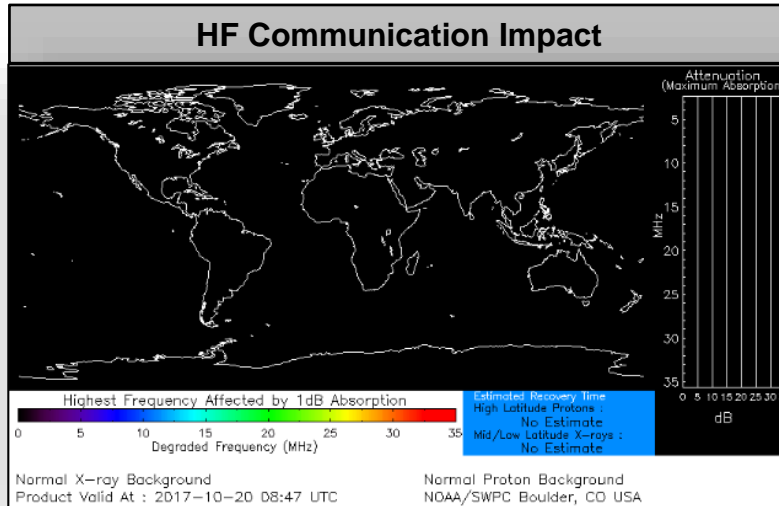 HF Communication Impact
Attenuation
(Maximum Absorption
5
10
15
20
25
30
35
MHz
0 5 10 15 20 25 30
dB
Highest Frequency Affected by 1dB Absorption
0 5 10 15 20 25 30 35
Degraded Frequency (MHz)
Estimated Recovery Time
High Latitude Protons :
No Estimate
Mid/Low Latitude X-rays :
No Estimate
Normal X-ray Background
Product Valid At : 2017-10-20 08:47 UTC
Normal Proton Background
NOAA/SWPC Boulder, CO USA